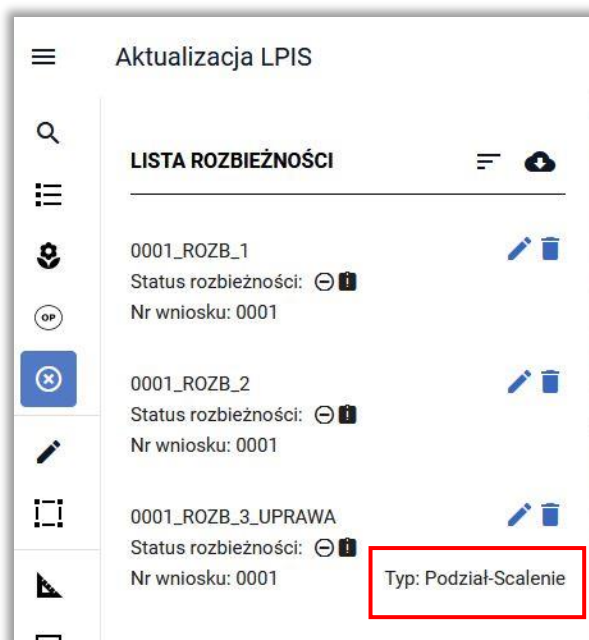 Aktualizacja LPIS
LISTA ROZBIEŻNOŚCI
0001_ROZB_1
Status rozbieżności:
Nr wniosku: 0001
OP
0001_ROZB_2
Status rozbieżności:
Nr wniosku: 0001
0001_ROZB_3_UPRAWA
Status rozbieżności:
Nr wniosku: 0001 Typ: Podział-Scalenie